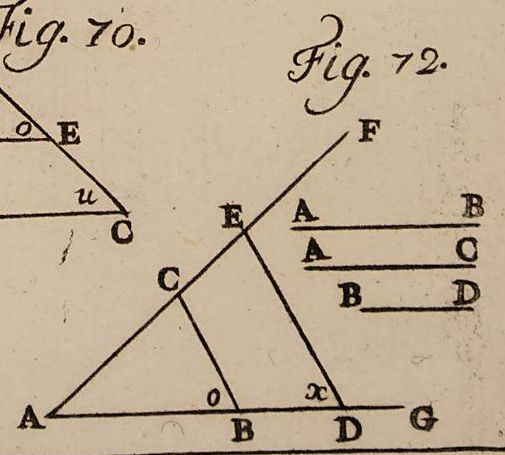 Fig. 70.
Fig. 72.
o E
u
C
F
E
A B
A C
B D
C
o x
A B D G